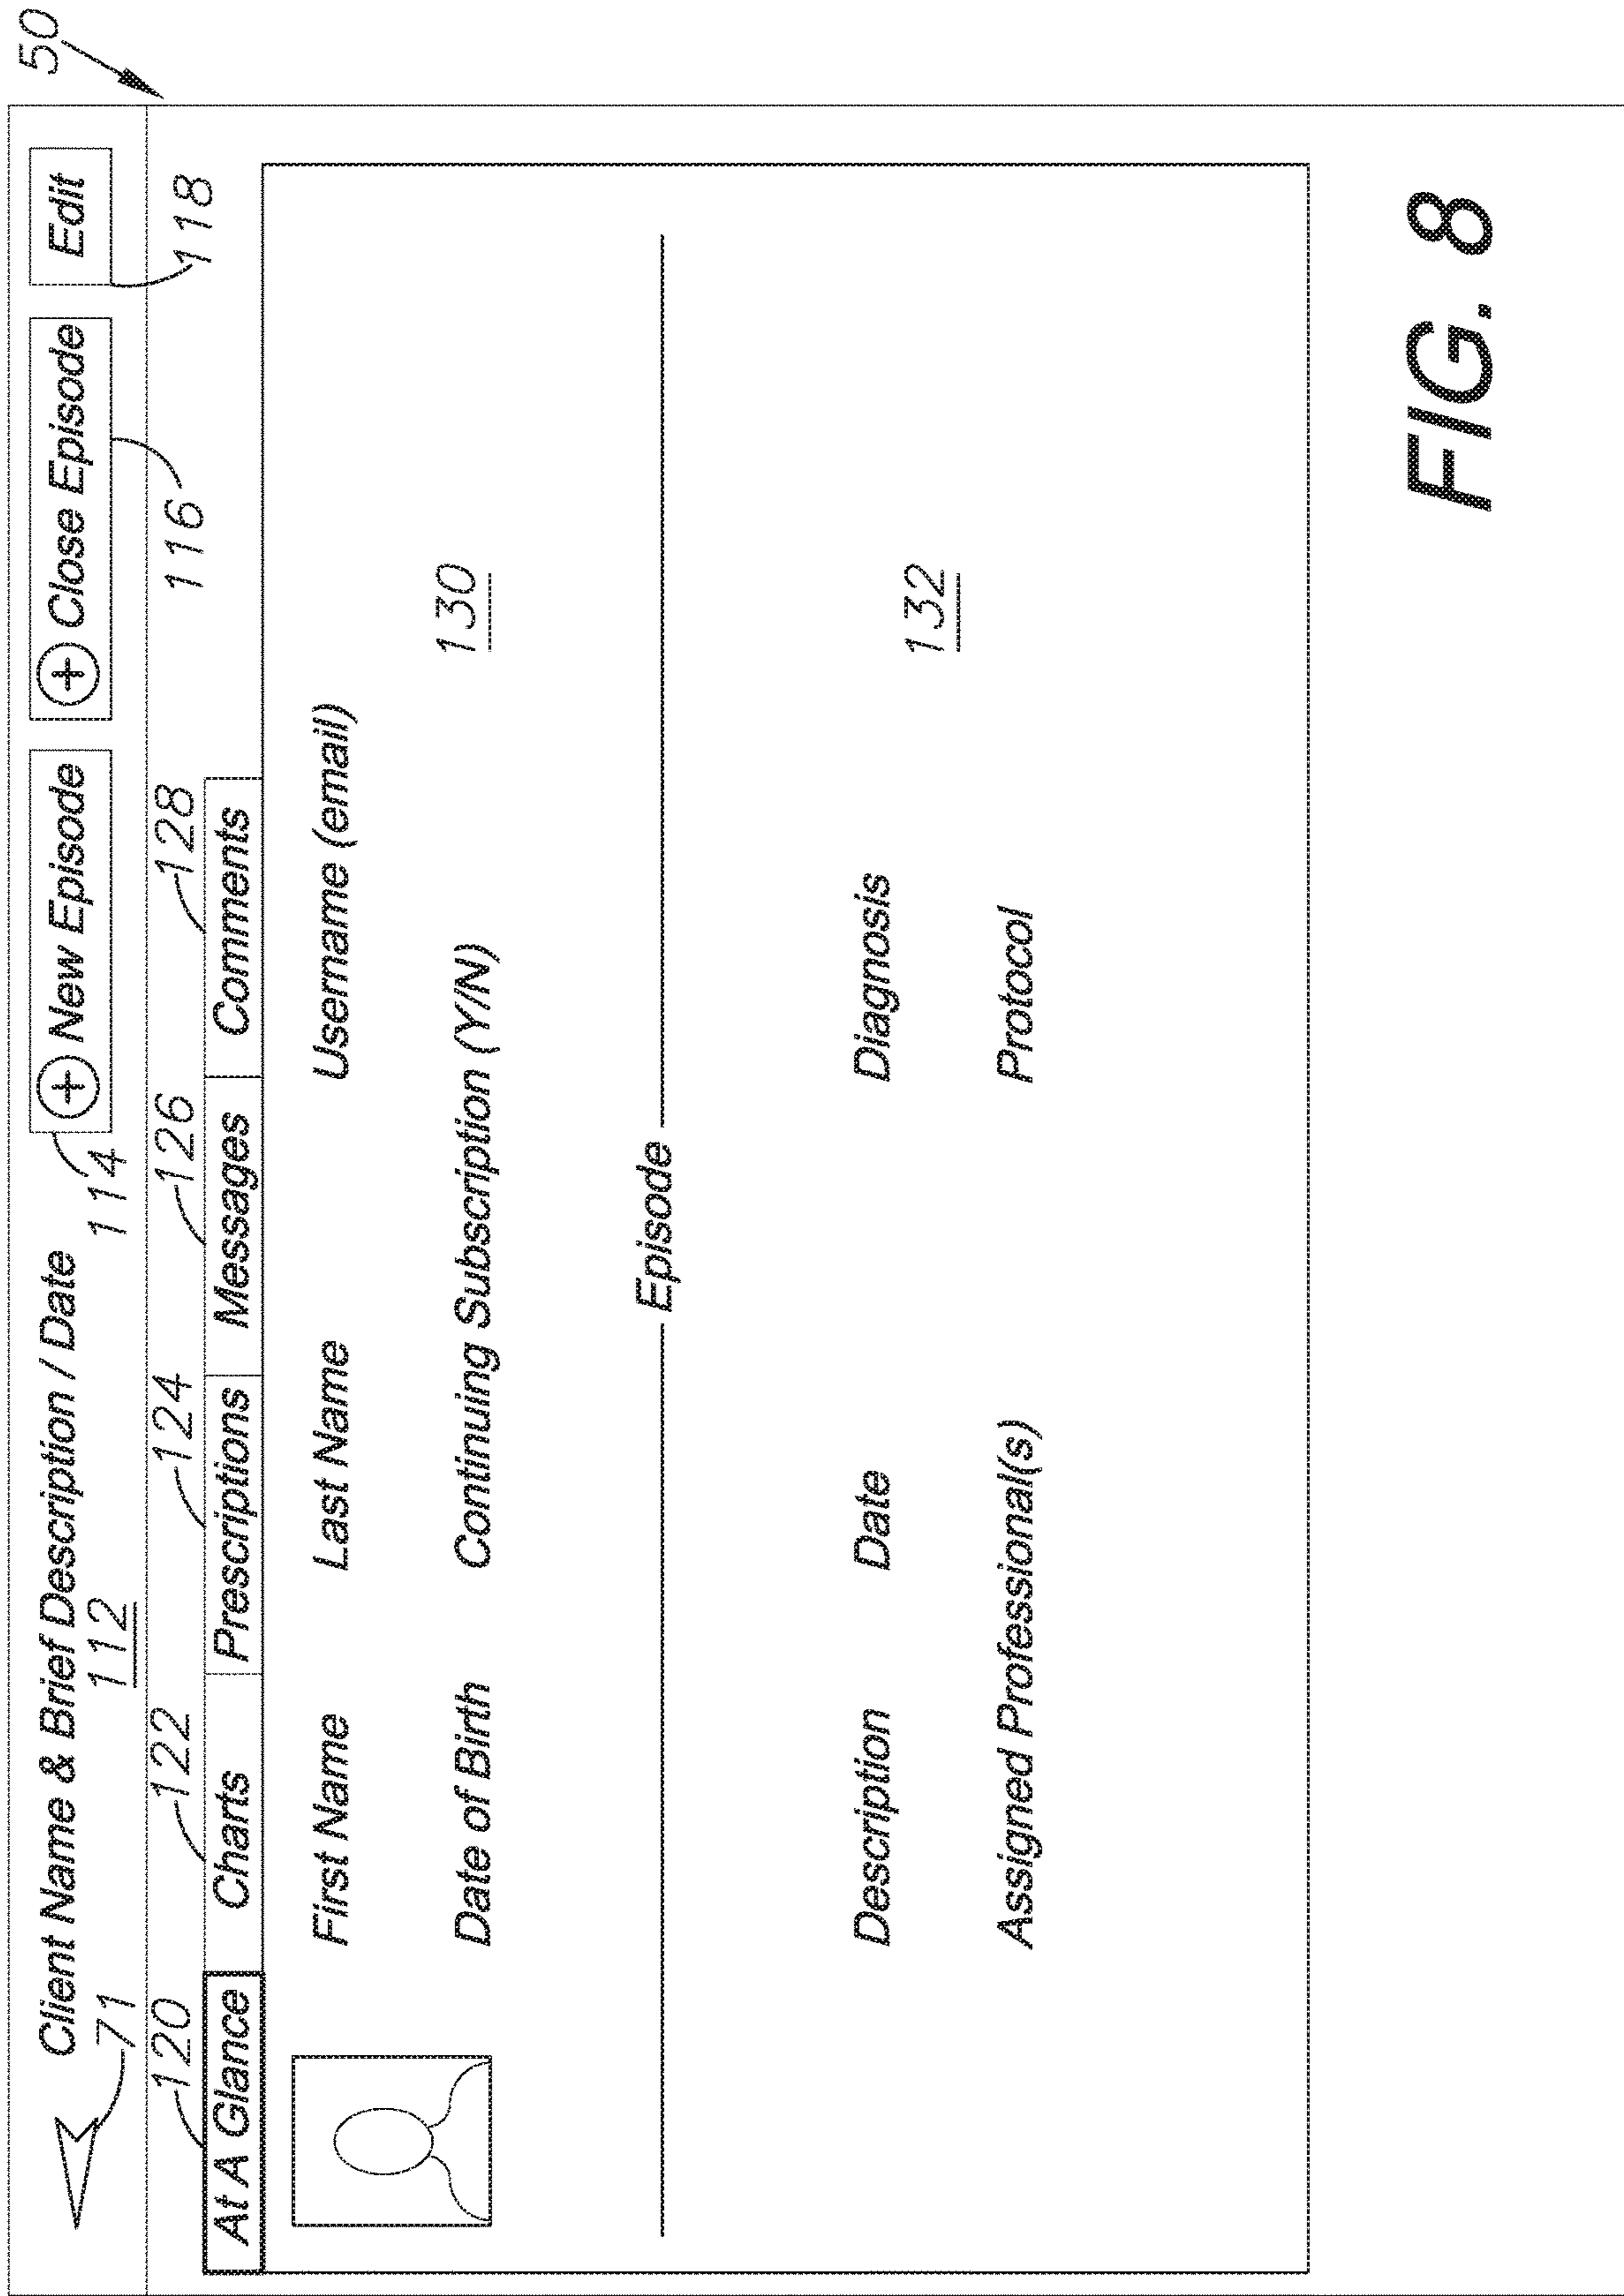 50
Client Name & Brief Description / Date
+ New Episode
+ Close Episode
Edit
71
112
114
116
118
120
122
124
126
128
At A Glance
Charts
Prescriptions
Messages
Comments
First Name
Last Name
Username (email)
Date of Birth
Continuing Subscription (Y/N)
130
Episode
Description
Date
Diagnosis
132
Assigned Professional(s)
Protocol
FIG. 8